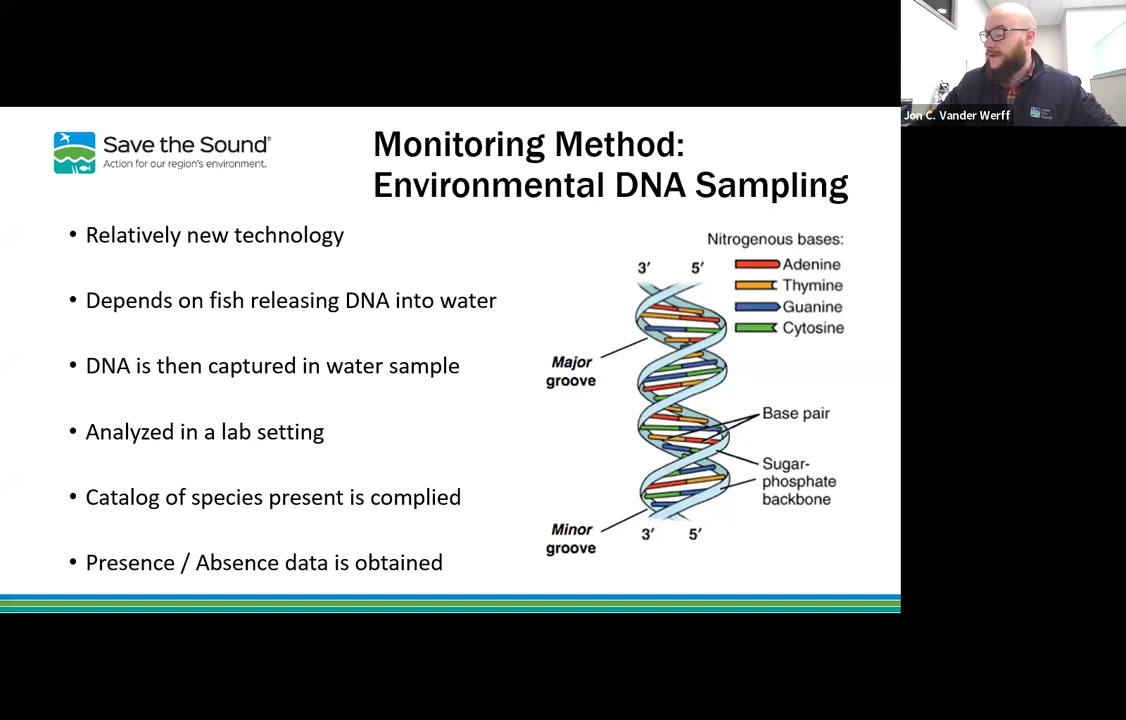 Jon C. Vander Werff
Save the Sound®
Action for our region's environment.
Monitoring Method:
Environmental DNA Sampling
• Relatively new technology
• Depends on fish releasing DNA into water
• DNA is then captured in water sample
• Analyzed in a lab setting
• Catalog of species present is complied
• Presence / Absence data is obtained
Nitrogenous bases:
3′ 5′
Adenine
Thymine
Guanine
Cytosine
Major
groove
Base pair
Sugar-
phosphate
backbone
Minor
groove
3′ 5′